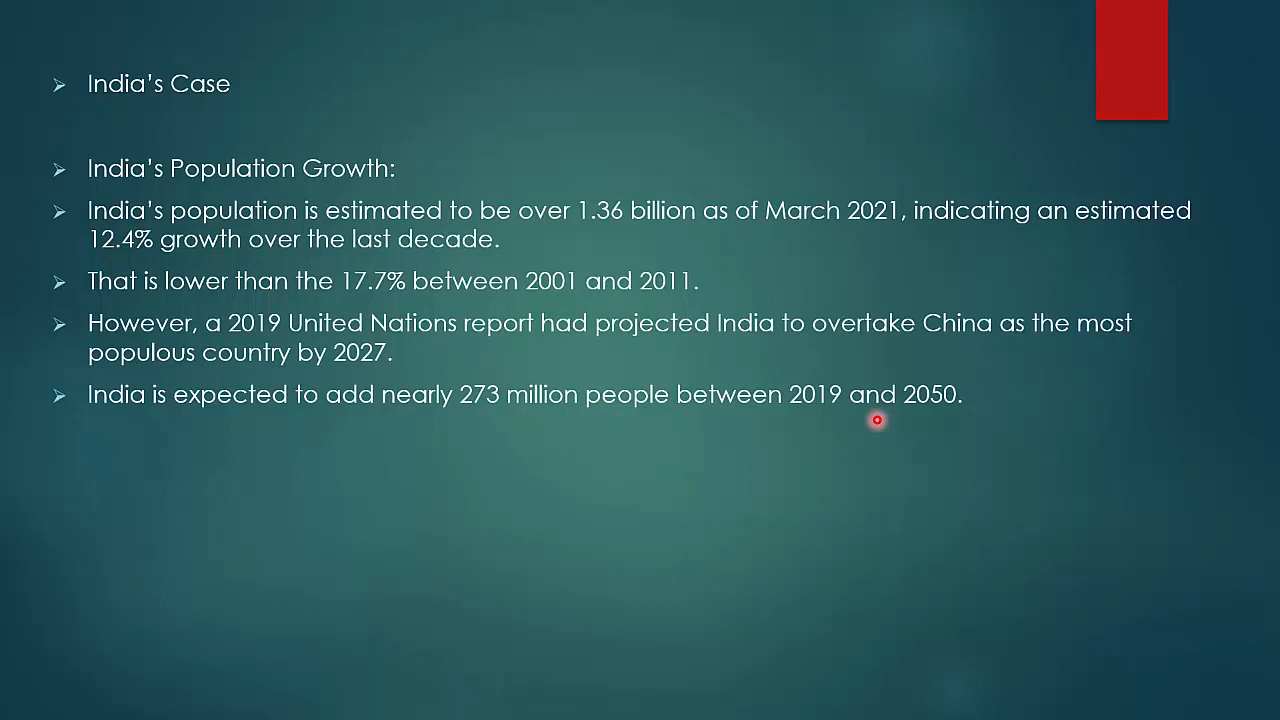 India’s Case
India’s Population Growth:
India’s population is estimated to be over 1.36 billion as of March 2021, indicating an estimated
12.4% growth over the last decade.
That is lower than the 17.7% between 2001 and 2011.
However, a 2019 United Nations report had projected India to overtake China as the most
populous country by 2027.
India is expected to add nearly 273 million people between 2019 and 2050.